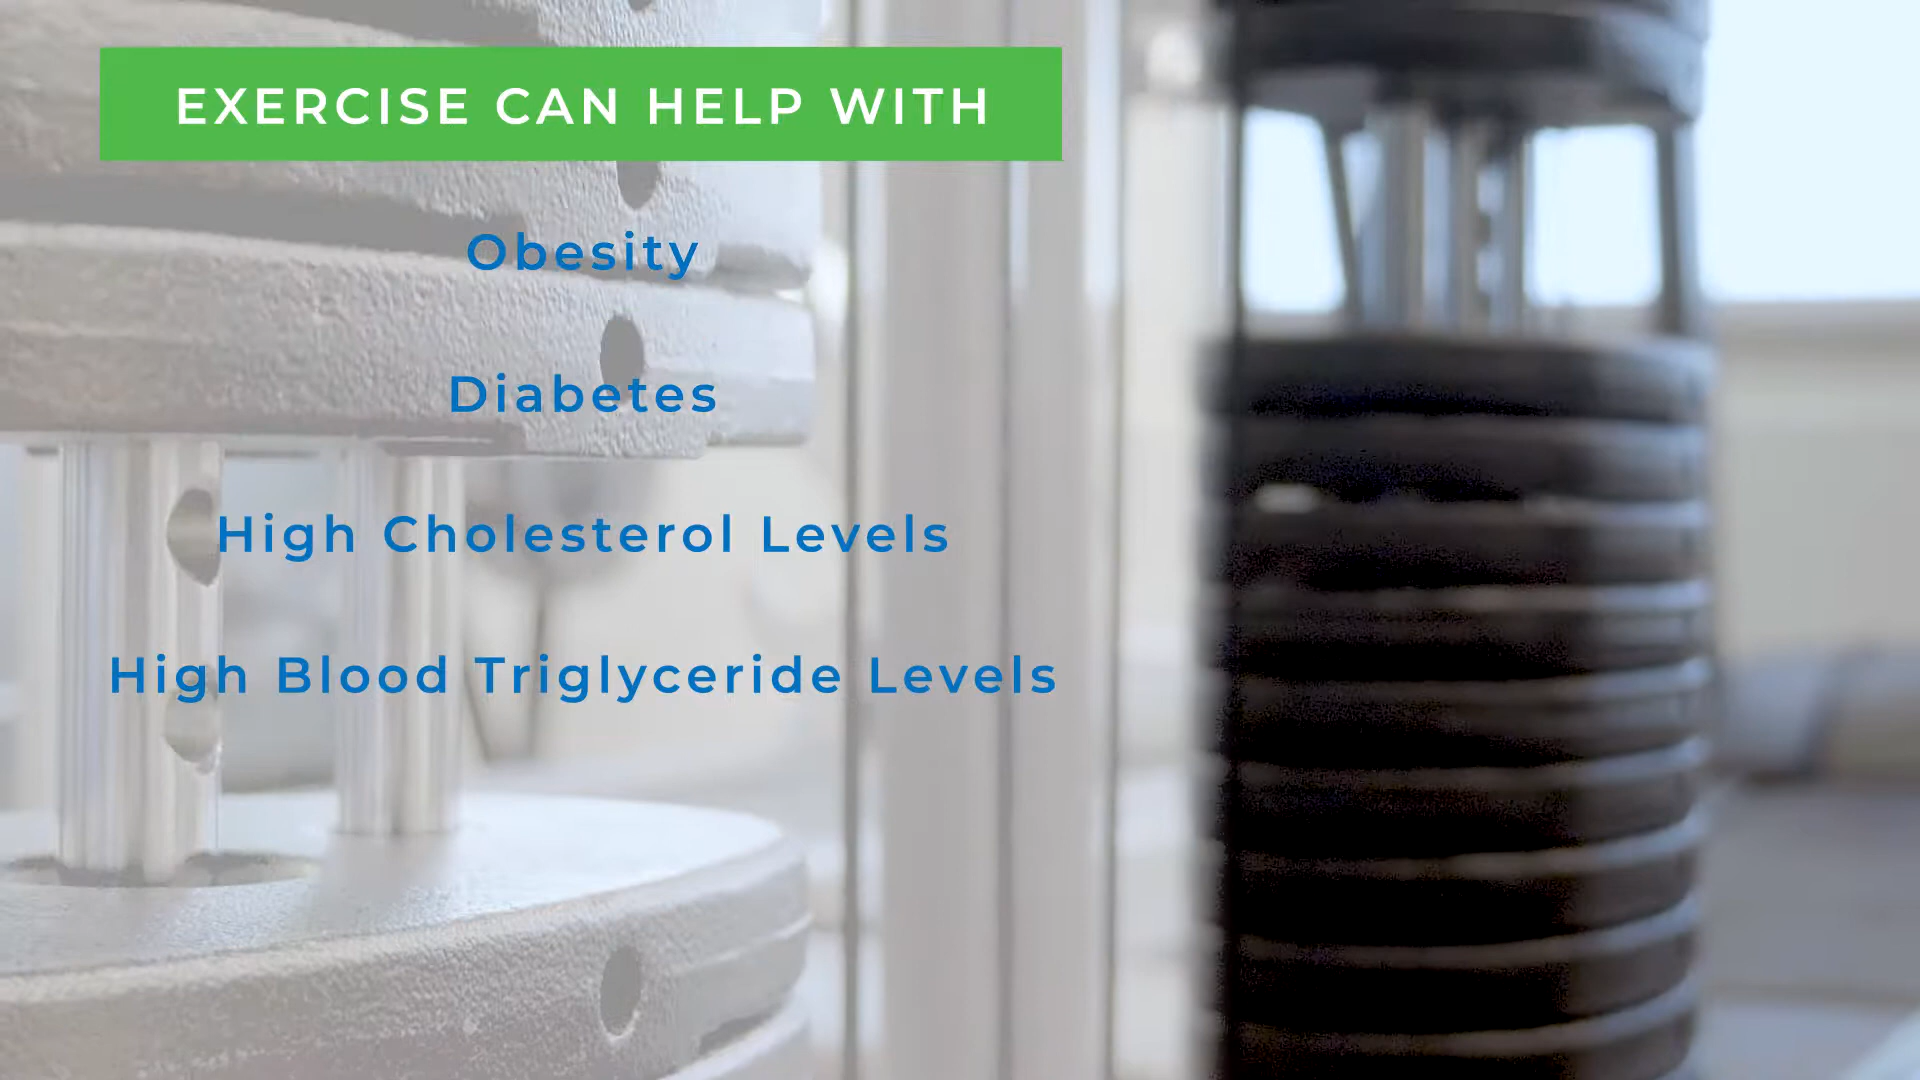 EXERCISE CAN HELP WITH
Obesity
Diabetes
High Cholesterol Levels
High Blood Triglyceride Levels